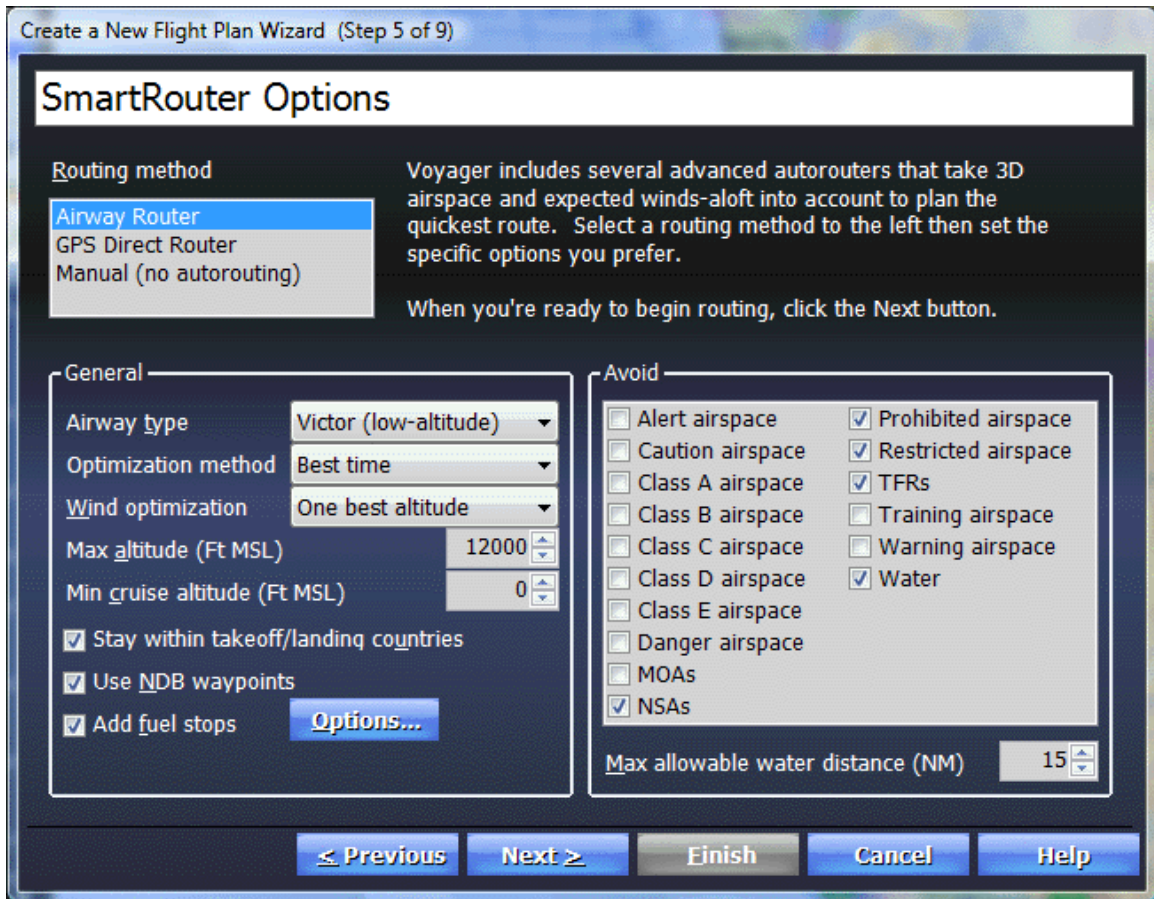 Create a New Flight Plan Wizard (Step 5 of 9)
SmartRouter Options
Routing method
Airway Router
GPS Direct Router
Manual (no autorouting)
Voyager includes several advanced autorouters that take 3D
airspace and expected winds-aloft into account to plan the
quickest route. Select a routing method to the left then set the
specific options you prefer.
When you're ready to begin routing, click the Next button.
General
Airway type Victor (low-altitude)
Optimization method Best time
Wind optimization One best altitude
Max altitude (Ft MSL) 12000
Min cruise altitude (Ft MSL) 0
Stay within takeoff/landing countries
Use NDB waypoints
Add fuel stops Options...
Avoid
Alert airspace
Caution airspace
Class A airspace
Class B airspace
Class C airspace
Class D airspace
Class E airspace
Danger airspace
MOAs
NSAs
Prohibited airspace
Restricted airspace
TFRs
Training airspace
Warning airspace
Water
Max allowable water distance (NM) 15
< Previous Next > Finish Cancel Help